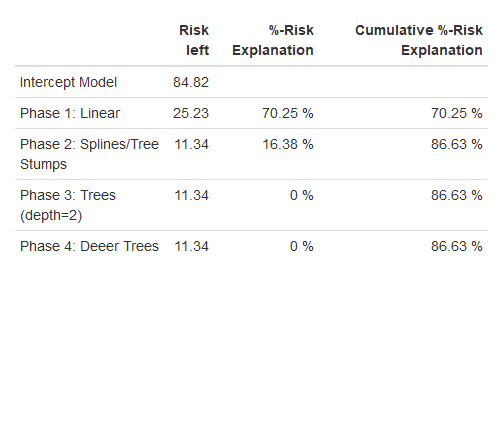 Risk left %-Risk Explanation Cumulative %-Risk Explanation
Intercept Model 84.82
Phase 1: Linear 25.23 70.25 % 70.25 %
Phase 2: Splines/Tree Stumps 11.34 16.38 % 86.63 %
Phase 3: Trees (depth=2) 11.34 0 % 86.63 %
Phase 4: Deeer Trees 11.34 0 % 86.63 %